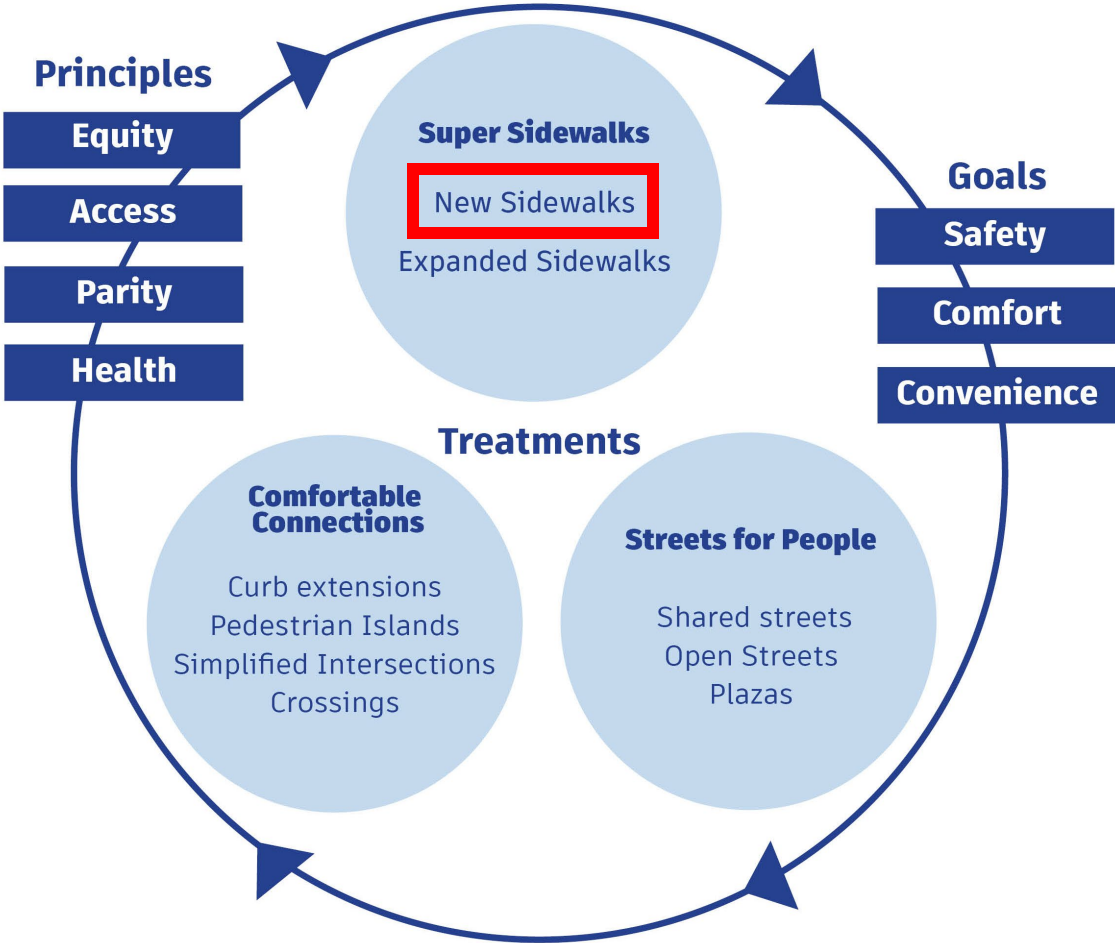 Principles
Equity
Access
Parity
Health
Super Sidewalks
New Sidewalks
Expanded Sidewalks
Goals
Safety
Comfort
Convenience
Treatments
Comfortable
Connections
Curb extensions
Pedestrian Islands
Simplified Intersections
Crossings
Streets for People
Shared streets
Open Streets
Plazas